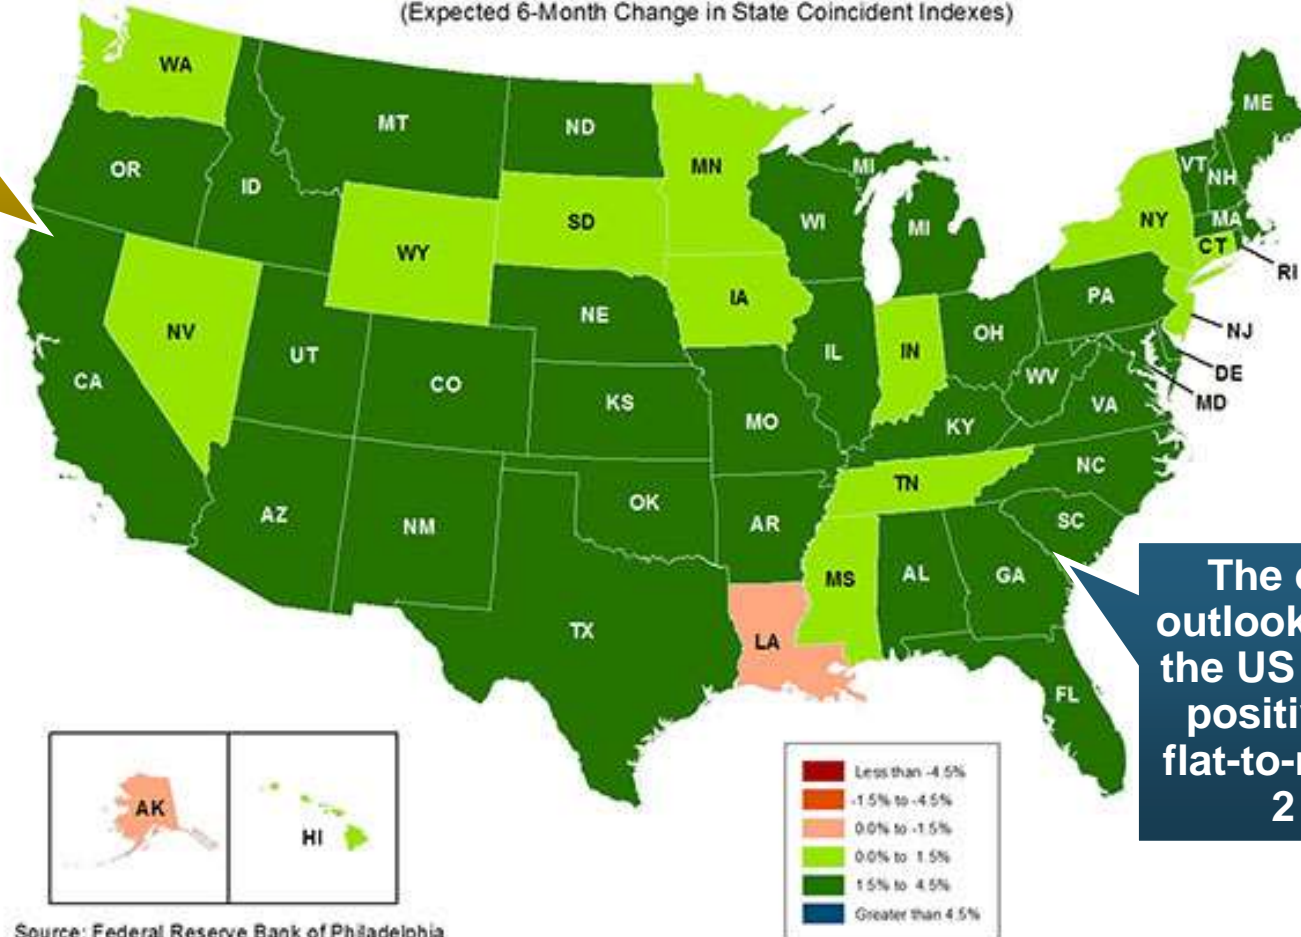 (Expected 6-Month Change in State Coincident Indexes)
WA
MT
ND
MN
ME
OR
ID
WI
MI
MI
VT
NH
NY
MA
CT
RI
SD
WY
IA
NE
PA
NJ
NV
UT
CO
IL
IN
OH
DE
MD
WV
VA
CA
KS
MO
KY
NC
TN
AZ
NM
OK
AR
SC
MS
AL
GA
TX
LA
FL
The
outlook
the US
positi
flat-to-
2
AK
HI
Less than -4.5%
-1.5% to -4.5%
0.0% to -1.5%
0.0% to 1.5%
1.5% to 4.5%
Greater than 4.5%
Source: Federal Reserve Bank of Philadelphia